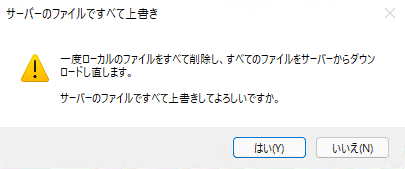 サーバーのファイルですべて上書き
一度ローカルのファイルをすべて削除し、すべてのファイルをサーバーからダウン
ロードし直します。
サーバーのファイルですべて上書きしてよろしいですか。
はい(Y)
いいえ(N)